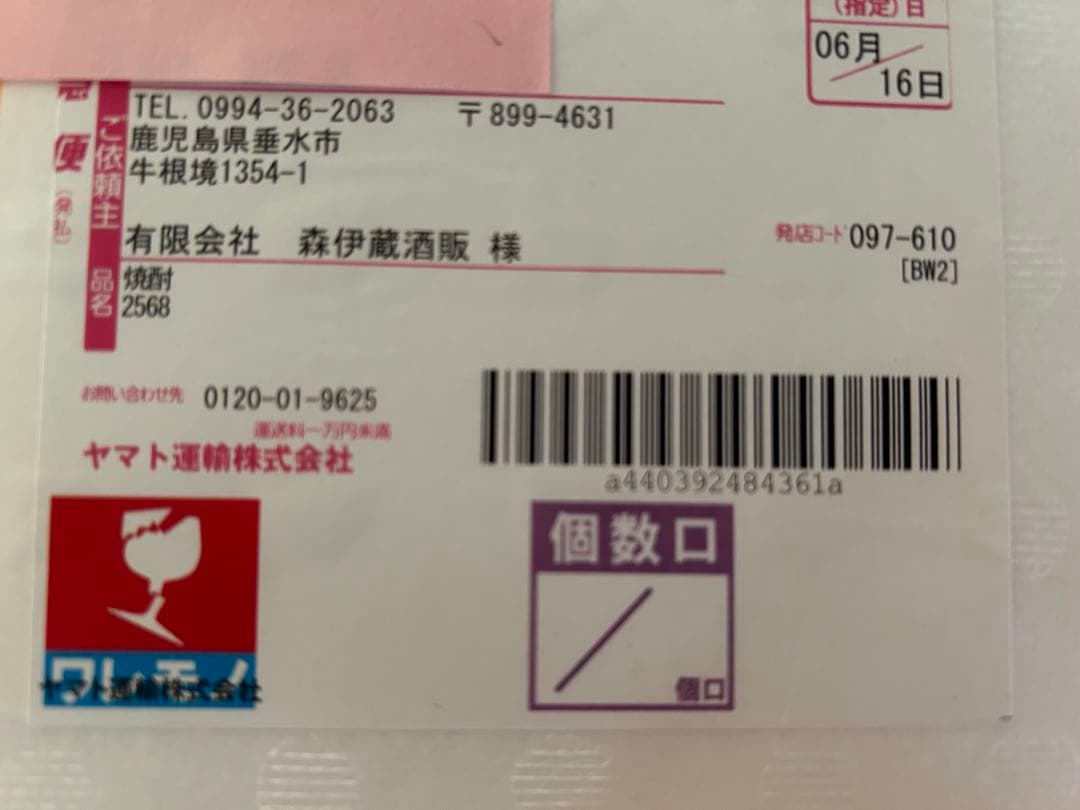 (指定)日
06月
16日
急便
(発払)
ご依頼主
TEL. 0994-36-2063 〒899-4631
鹿児島県垂水市
牛根境1354-1
有限会社 森伊蔵酒販 様
発店コード 097-610
[BW2]
品名
焼酎
2568
お問い合わせ先 0120-01-9625
運送料一万円未満
ヤマト運輸株式会社
a440392484361a
ワレモノ
ヤマト運輸株式会社
個数口
個口